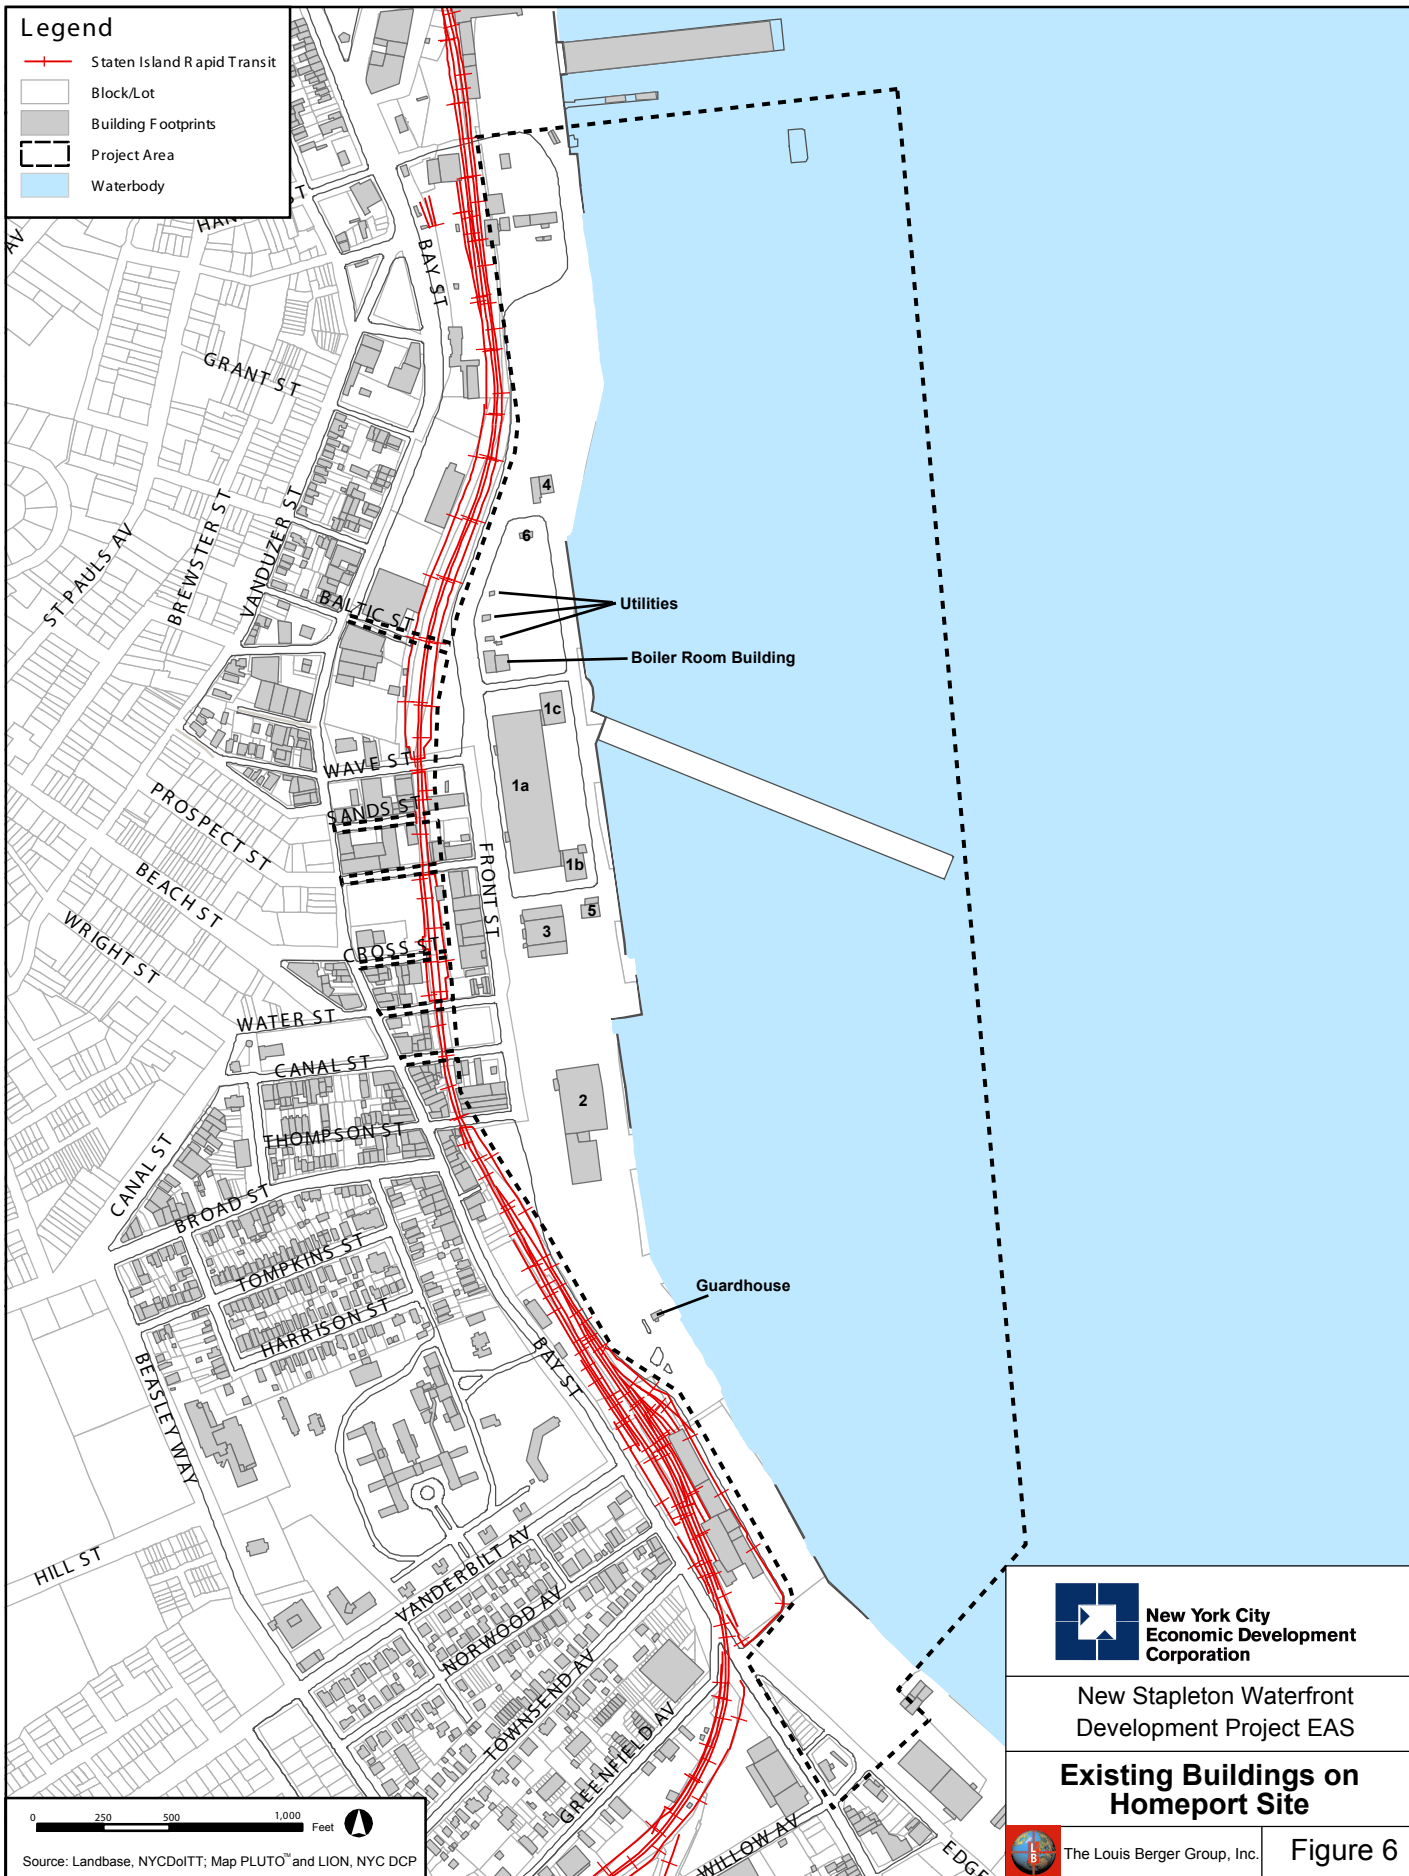 Legend
Staten Island Rapid Transit
Block/Lot
Building Footprints
Project Area
Waterbody
AV
BAY ST
GRANT ST
ST PAULS AV
BREWSTER ST
VANDUZER ST
BALTIC ST
4
6
Utilities
Boiler Room Building
1c
1a
1b
WAVE ST
SANDS ST
PROSPECT ST
BEACH ST
WRIGHT ST
FRONT ST
5
3
CROSS ST
WATER ST
CANAL ST
2
THOMPSON ST
CANAL ST
BROAD ST
TOMPKINS ST
HARRISON ST
Guardhouse
BAY ST
BEASLEY WAY
HILL ST
VANDERBILT AV
NORWOOD AV
TOWNSEND AV
GREENFIELD AV
WILLOW AV
EDGE
0 250 500 1,000
Feet
Source: Landbase, NYCDoITT; Map PLUTO™ and LION, NYC DCP
New York City
Economic Development
Corporation
New Stapleton Waterfront
Development Project EAS
Existing Buildings on
Homeport Site
LB
The Louis Berger Group, Inc.
Figure 6